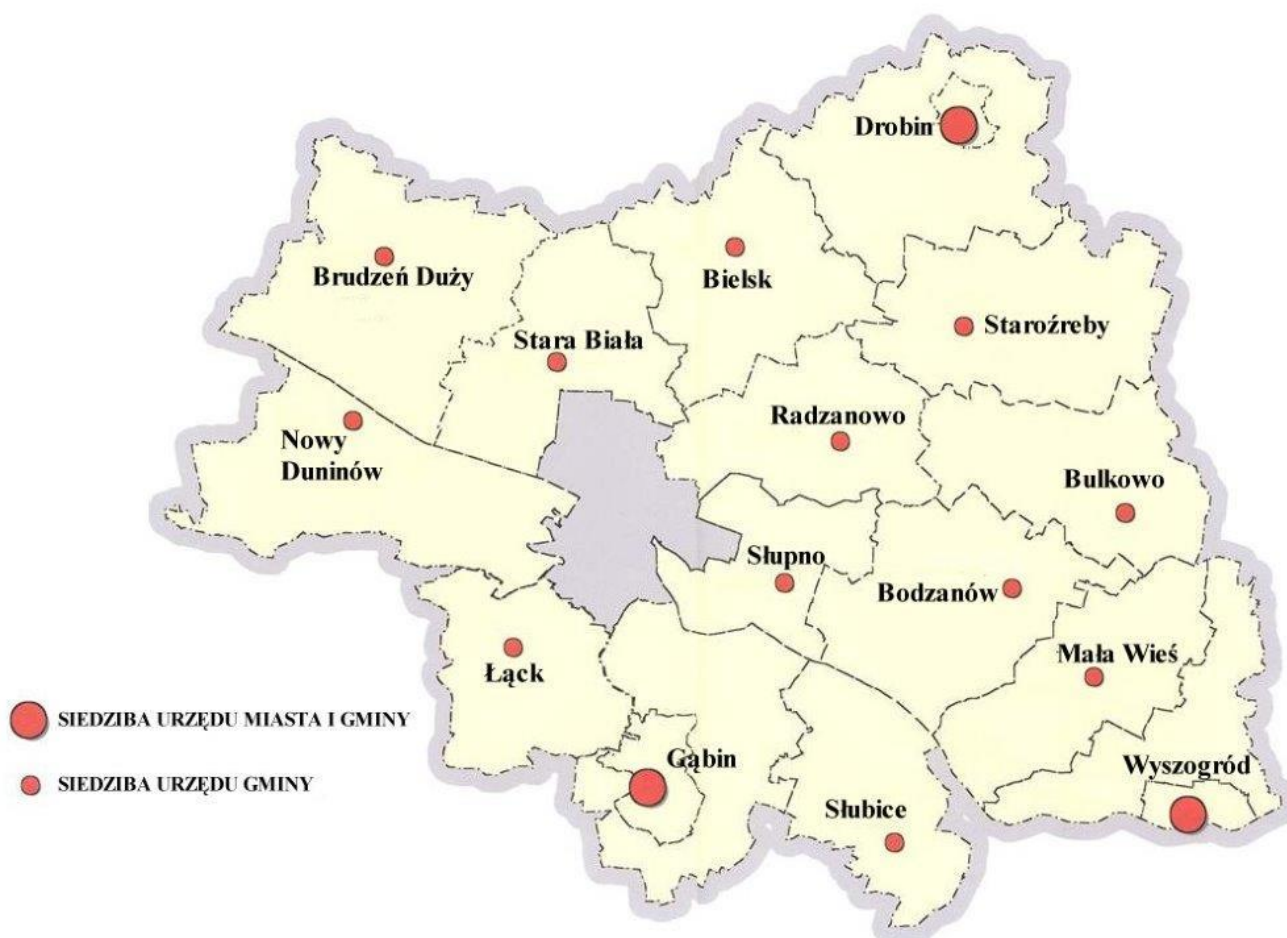 Drobin
Brudzeń Duży
Bielsk
Staroźreby
Stara Biała
Radzanowo
Nowy
Duninów
Bulkowo
Słupno
Bodzanów
Mała Wieś
Łąck
SIEDZIBA URZĘDU MIASTA I GMINY
Gąbin
Wyszogród
SIEDZIBA URZĘDU GMINY
Słubice